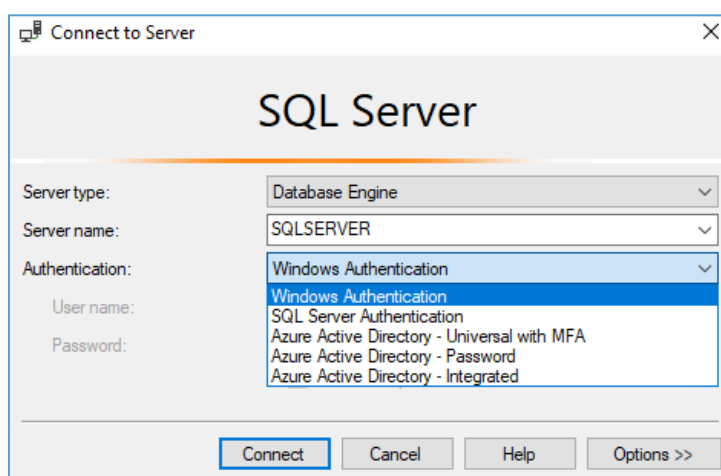 Connect to Server
SQL Server
Server type: Database Engine
Server name: SQLSERVER
Authentication: Windows Authentication
Windows Authentication
User name:
SQL Server Authentication
Azure Active Directory - Universal with MFA
Password:
Azure Active Directory - Password
Azure Active Directory - Integrated
Connect Cancel Help Options >>